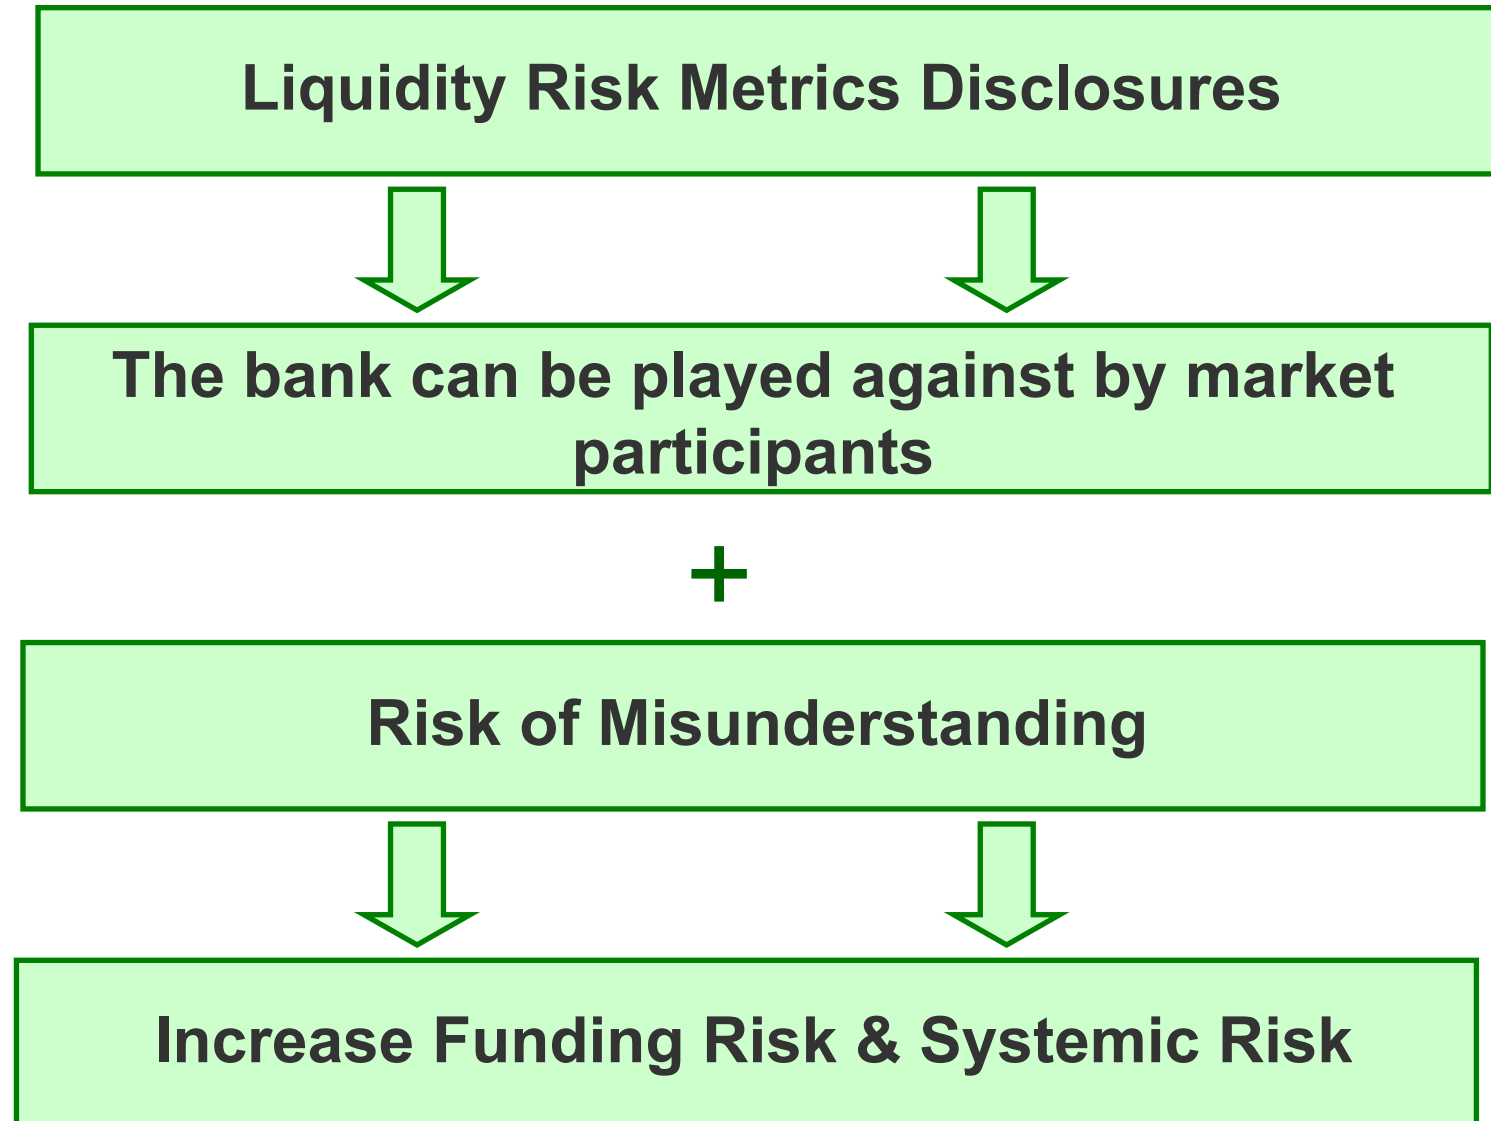 Liquidity Risk Metrics Disclosures
The bank can be played against by market
participants
+
Risk of Misunderstanding
Increase Funding Risk & Systemic Risk